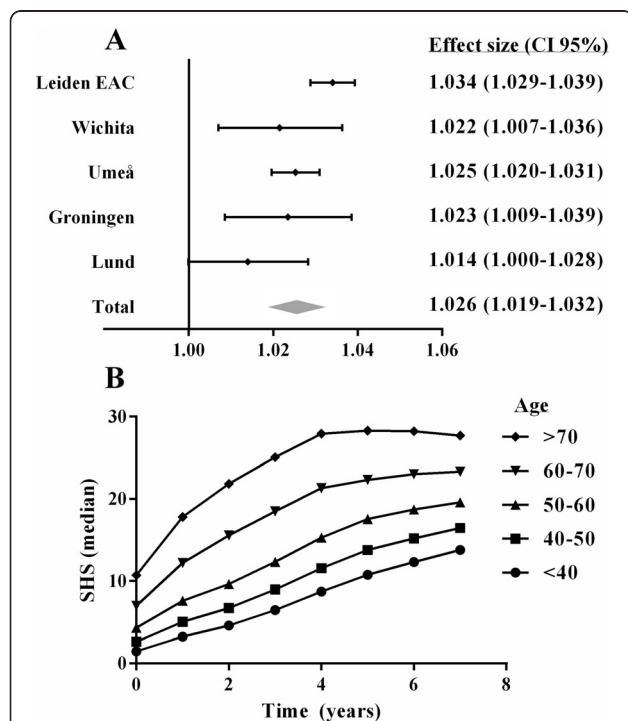 A
Effect size (CI 95%)
Leiden EAC 1.034 (1.029-1.039)
Wichita 1.022 (1.007-1.036)
Umeå 1.025 (1.020-1.031)
Groningen 1.023 (1.009-1.039)
Lund 1.014 (1.000-1.028)
Total 1.026 (1.019-1.032)
1.00 1.02 1.04 1.06
B
Age
>70
60-70
50-60
40-50
<40
SHS (median)
30
20
10
0
0 2 4 6 8
Time (years)